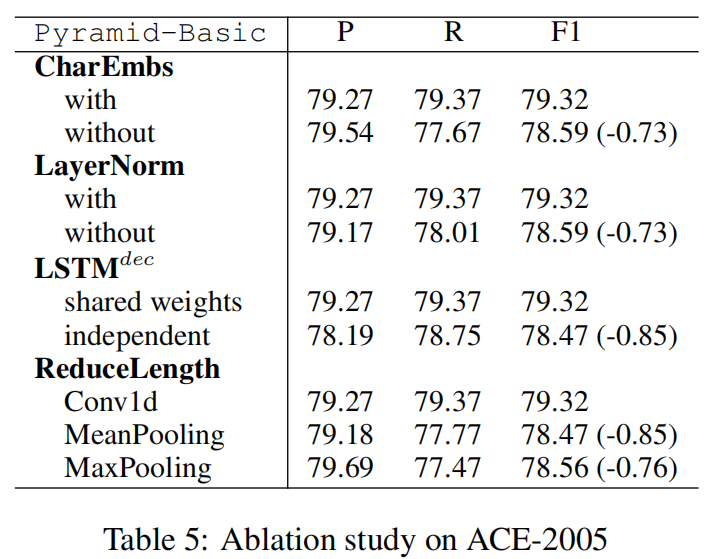 Pyramid-Basic P R F1
CharEmbs
with 79.27 79.37 79.32
without 79.54 77.67 78.59 (-0.73)
LayerNorm
with 79.27 79.37 79.32
without 79.17 78.01 78.59 (-0.73)
LSTM^dec
shared weights 79.27 79.37 79.32
independent 78.19 78.75 78.47 (-0.85)
ReduceLength
Conv1d 79.27 79.37 79.32
MeanPooling 79.18 77.77 78.47 (-0.85)
MaxPooling 79.69 77.47 78.56 (-0.76)
Table 5: Ablation study on ACE-2005